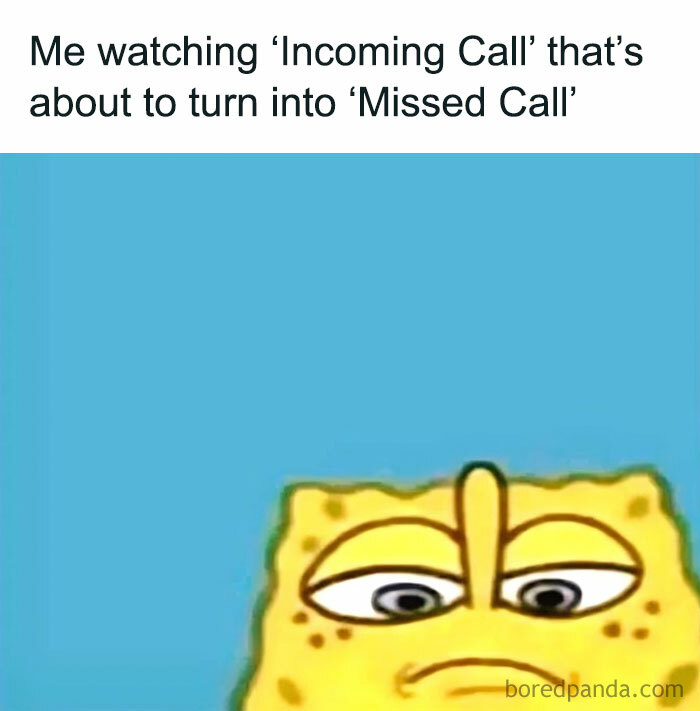 Me watching ‘Incoming Call’ that’s
about to turn into ‘Missed Call’
boredpanda.com